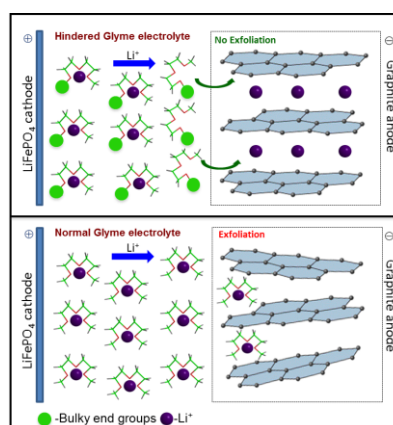 Hindered Glyme electrolyte
No Exfoliation
⊕
Li⁺
⊖
LiFePO₄ cathode
Graphite anode
Normal Glyme electrolyte
Exfoliation
⊕
Li⁺
⊖
LiFePO₄ cathode
Graphite anode
-Bulky end groups
-Li⁺